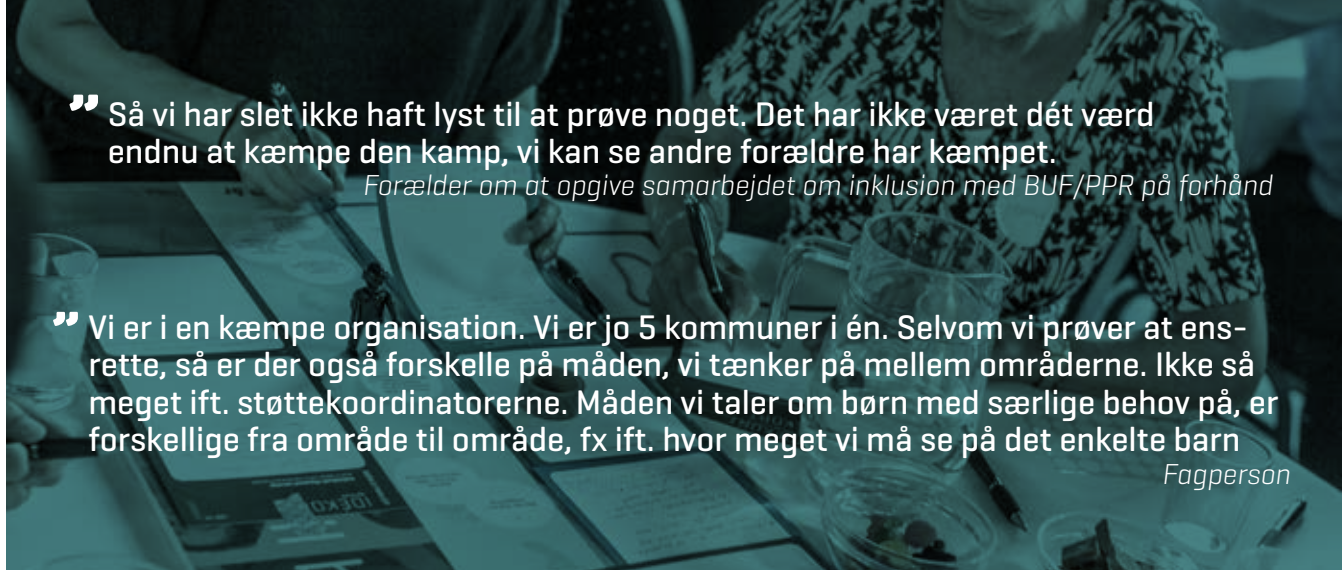 ” Så vi har slet ikke haft lyst til at prøve noget. Det har ikke været dét værd
endnu at kæmpe den kamp, vi kan se andre forældre har kæmpet.
Forælder om at opgive samarbejdet om inklusion med BUF/PPR på forhånd
” Vi er i en kæmpe organisation. Vi er jo 5 kommuner i én. Selvom vi prøver at ens-
rette, så er der også forskelle på måden, vi tænker på mellem områderne. Ikke så
meget ift. støttekoordinatorerne. Måden vi taler om børn med særlige behov på, er
forskellige fra område til område, fx ift. hvor meget vi må se på det enkelte barn
Fagperson